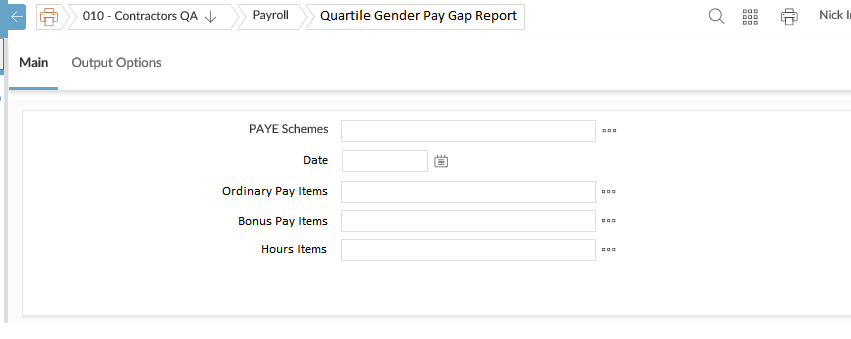 010 - Contractors QA ↓ Payroll Quartile Gender Pay Gap Report Nick
Main Output Options
PAYE Schemes
Date
Ordinary Pay Items
Bonus Pay Items
Hours Items